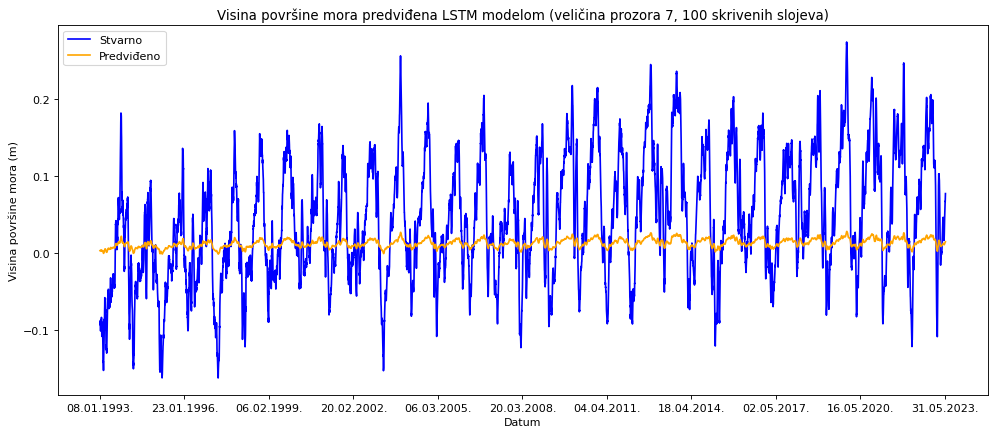 Visina površine mora predviđena LSTM modelom (veličina prozora 7, 100 skrivenih slojeva)
Stvarno
Predviđeno
Visina površine mora (m)
0.2
0.1
0.0
−0.1
08.01.1993. 23.01.1996. 06.02.1999. 20.02.2002. 06.03.2005. 20.03.2008. 04.04.2011. 18.04.2014. 02.05.2017. 16.05.2020. 31.05.2023.
Datum